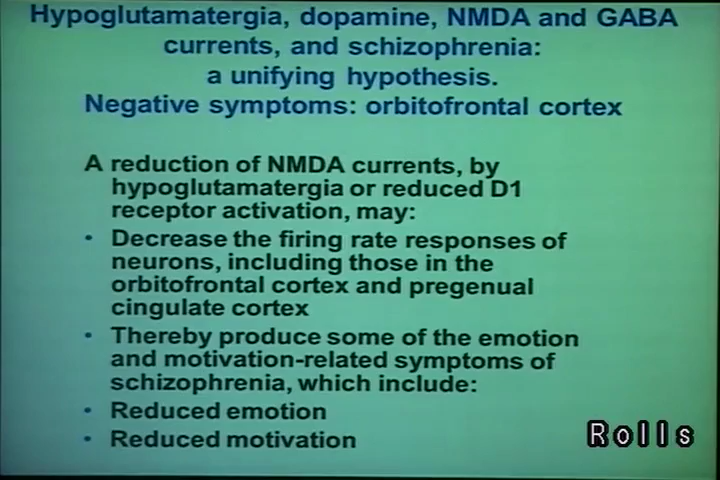 Hypoglutamatergia, dopamine, NMDA and GABA
currents, and schizophrenia:
a unifying hypothesis.
Negative symptoms: orbitofrontal cortex
A reduction of NMDA currents, by
hypoglutamatergia or reduced D1
receptor activation, may:
• Decrease the firing rate responses of
neurons, including those in the
orbitofrontal cortex and pregenual
cingulate cortex
• Thereby produce some of the emotion
and motivation-related symptoms of
schizophrenia, which include:
• Reduced emotion
• Reduced motivation
Rolls